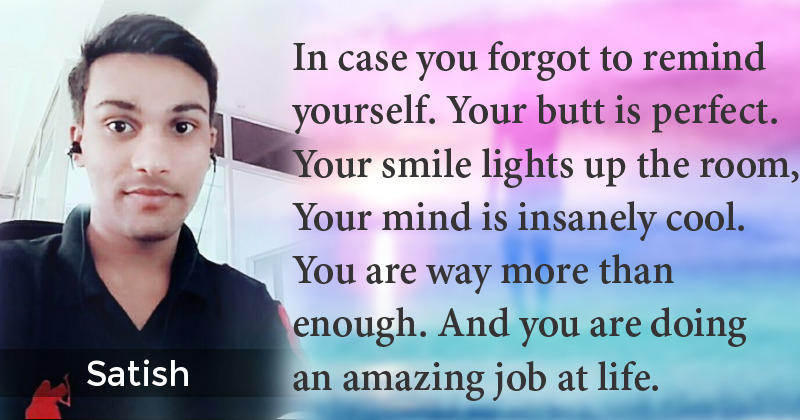 In case you forgot to remind
yourself. Your butt is perfect.
Your smile lights up the room,
Your mind is insanely cool.
You are way more than
enough. And you are doing
an amazing job at life.
Satish